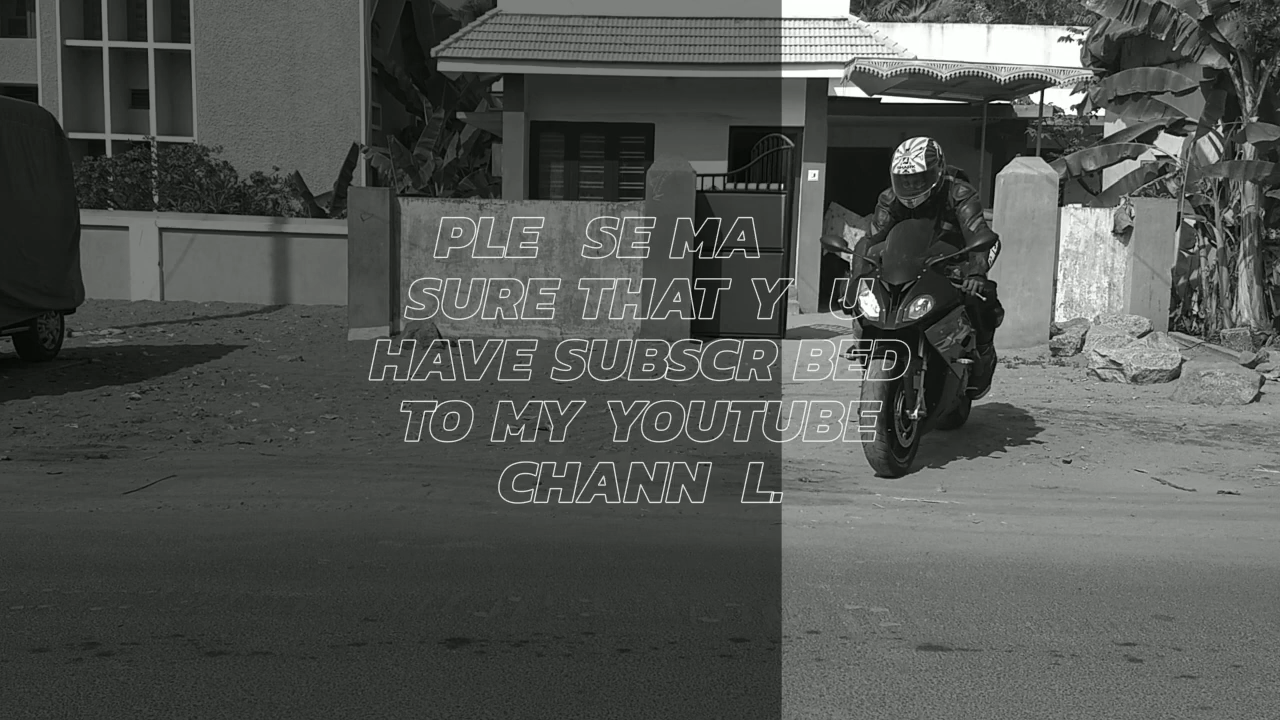 PLE SE MA
SURE THAT Y U
HAVE SUBSCR BED
TO MY YOUTUBE
CHANN L.